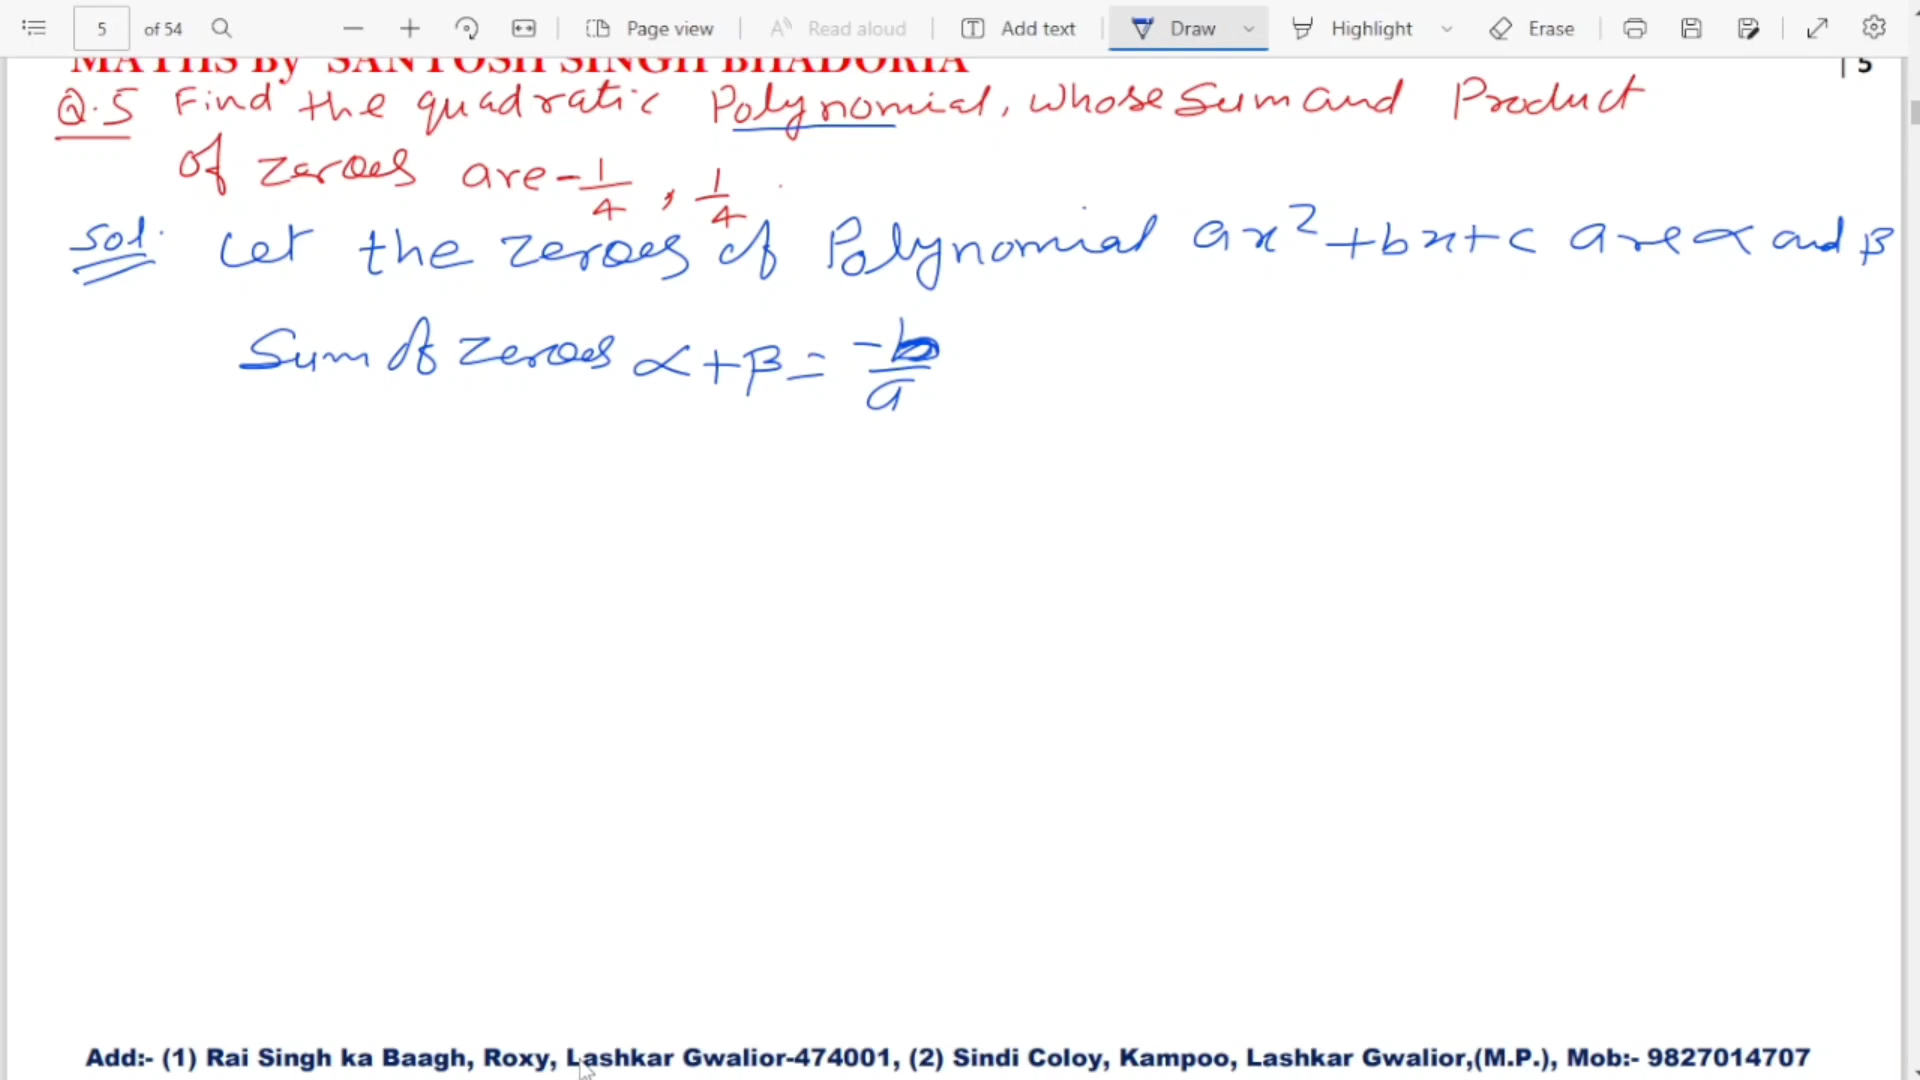 5 of 54 Page view Read aloud Add text Draw Highlight Erase
MATHS By SANTOSH SINGH BHADORIA | 5
Q.5 Find the quadratic Polynomial, whose Sum and Product
of zeroes are -1/4, 1/4.
Sol. Let the zeroes of Polynomial ax²+bx+c are α and β
Sum of zeroes α+β = -b/a
Add:- (1) Rai Singh ka Baagh, Roxy, Lashkar Gwalior-474001, (2) Sindi Coloy, Kampoo, Lashkar Gwalior,(M.P.), Mob:- 9827014707